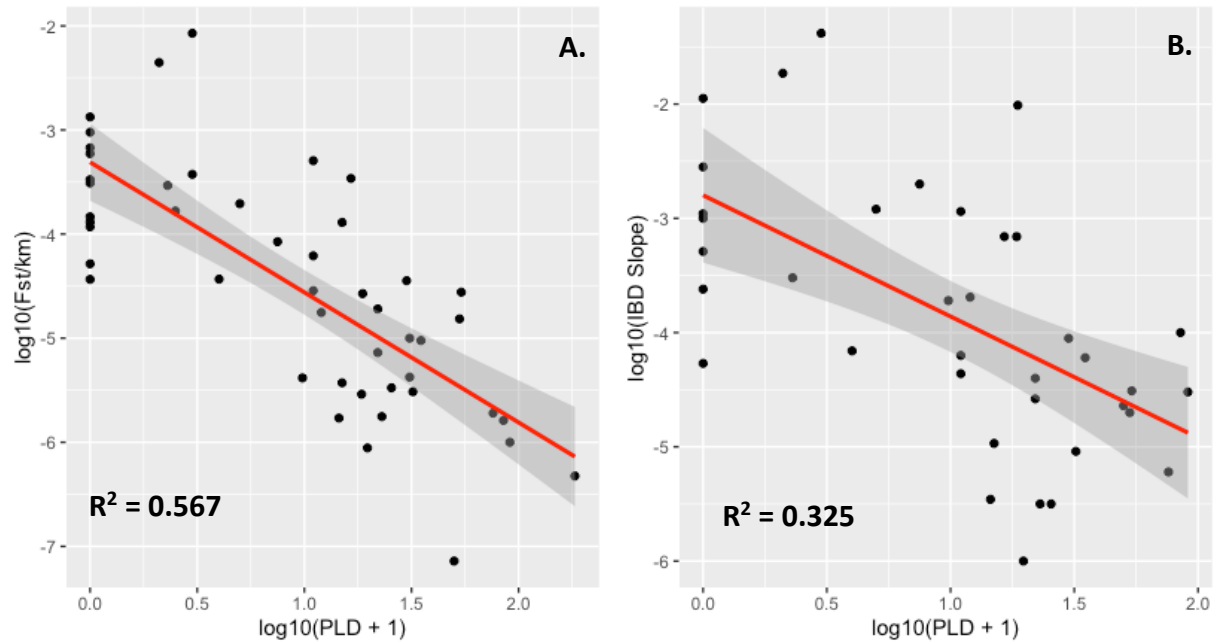 A.
-2
-3
-4
-5
-6
-7
log10(Fst/km)
R² = 0.567
0.0 0.5 1.0 1.5 2.0
log10(PLD + 1)
B.
-2
-3
-4
-5
-6
log10(IBD Slope)
R² = 0.325
0.0 0.5 1.0 1.5 2.0
log10(PLD + 1)